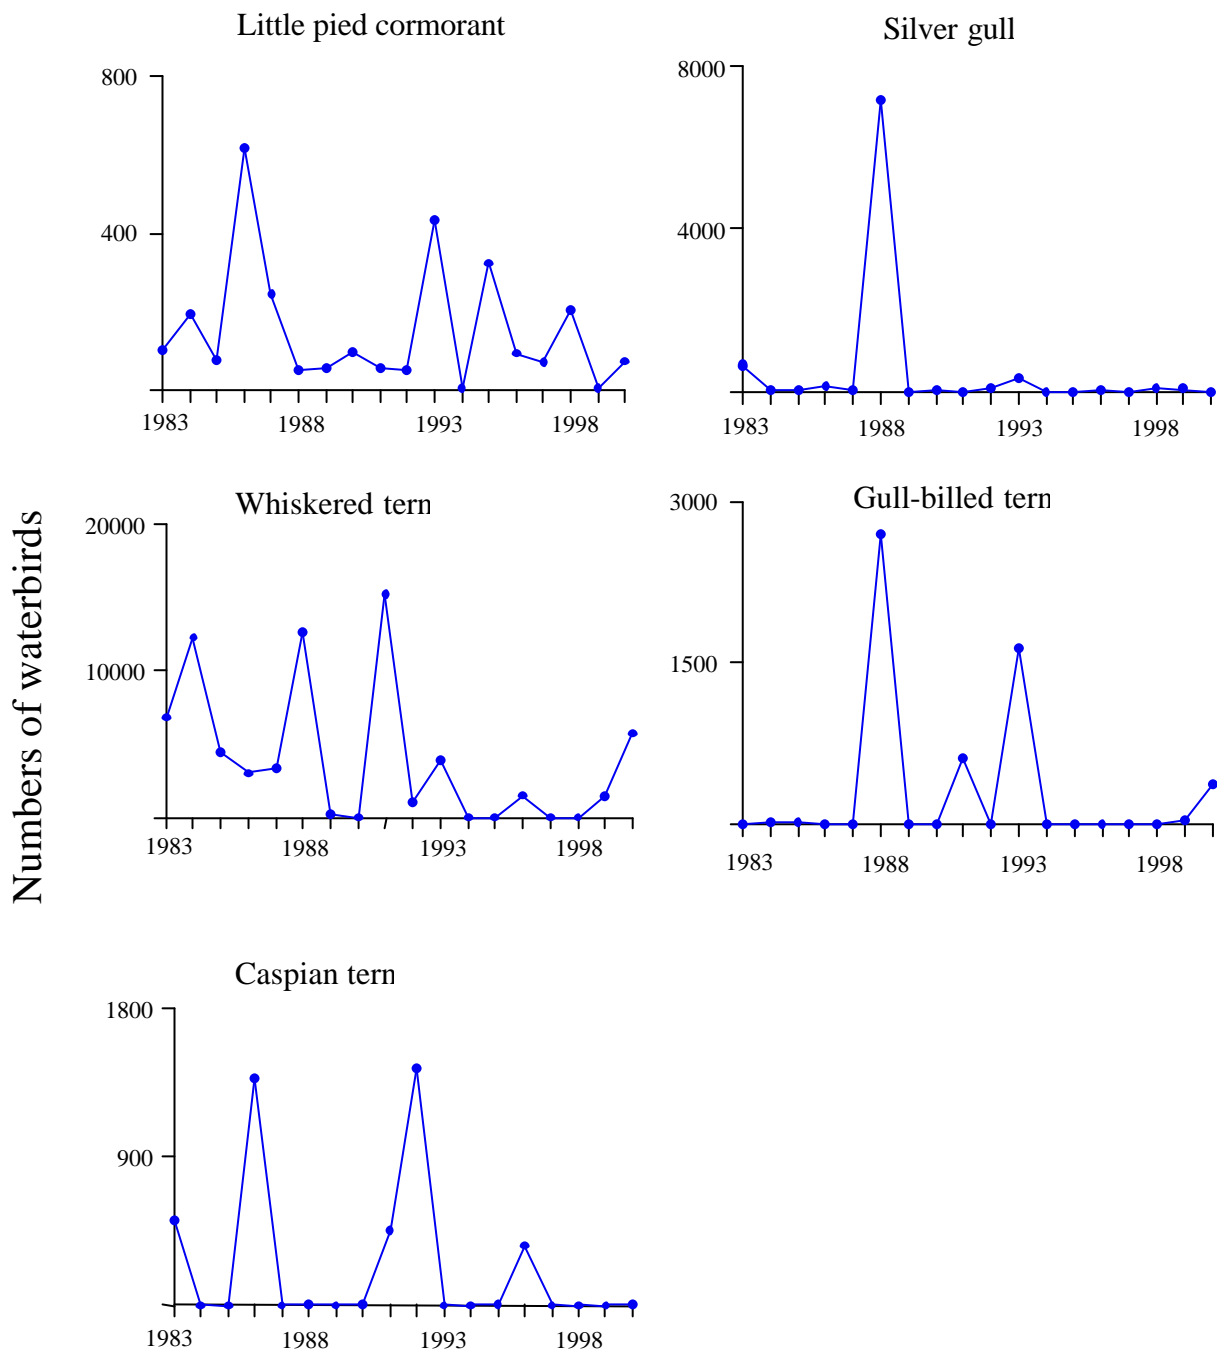 Little pied cormorant
800
400
1983 1988 1993 1998
Silver gull
8000
4000
1983 1988 1993 1998
Numbers of waterbirds
Whiskered tern
20000
10000
1983 1988 1993 1998
Gull-billed tern
3000
1500
1983 1988 1993 1998
Caspian tern
1800
900
1983 1988 1993 1998